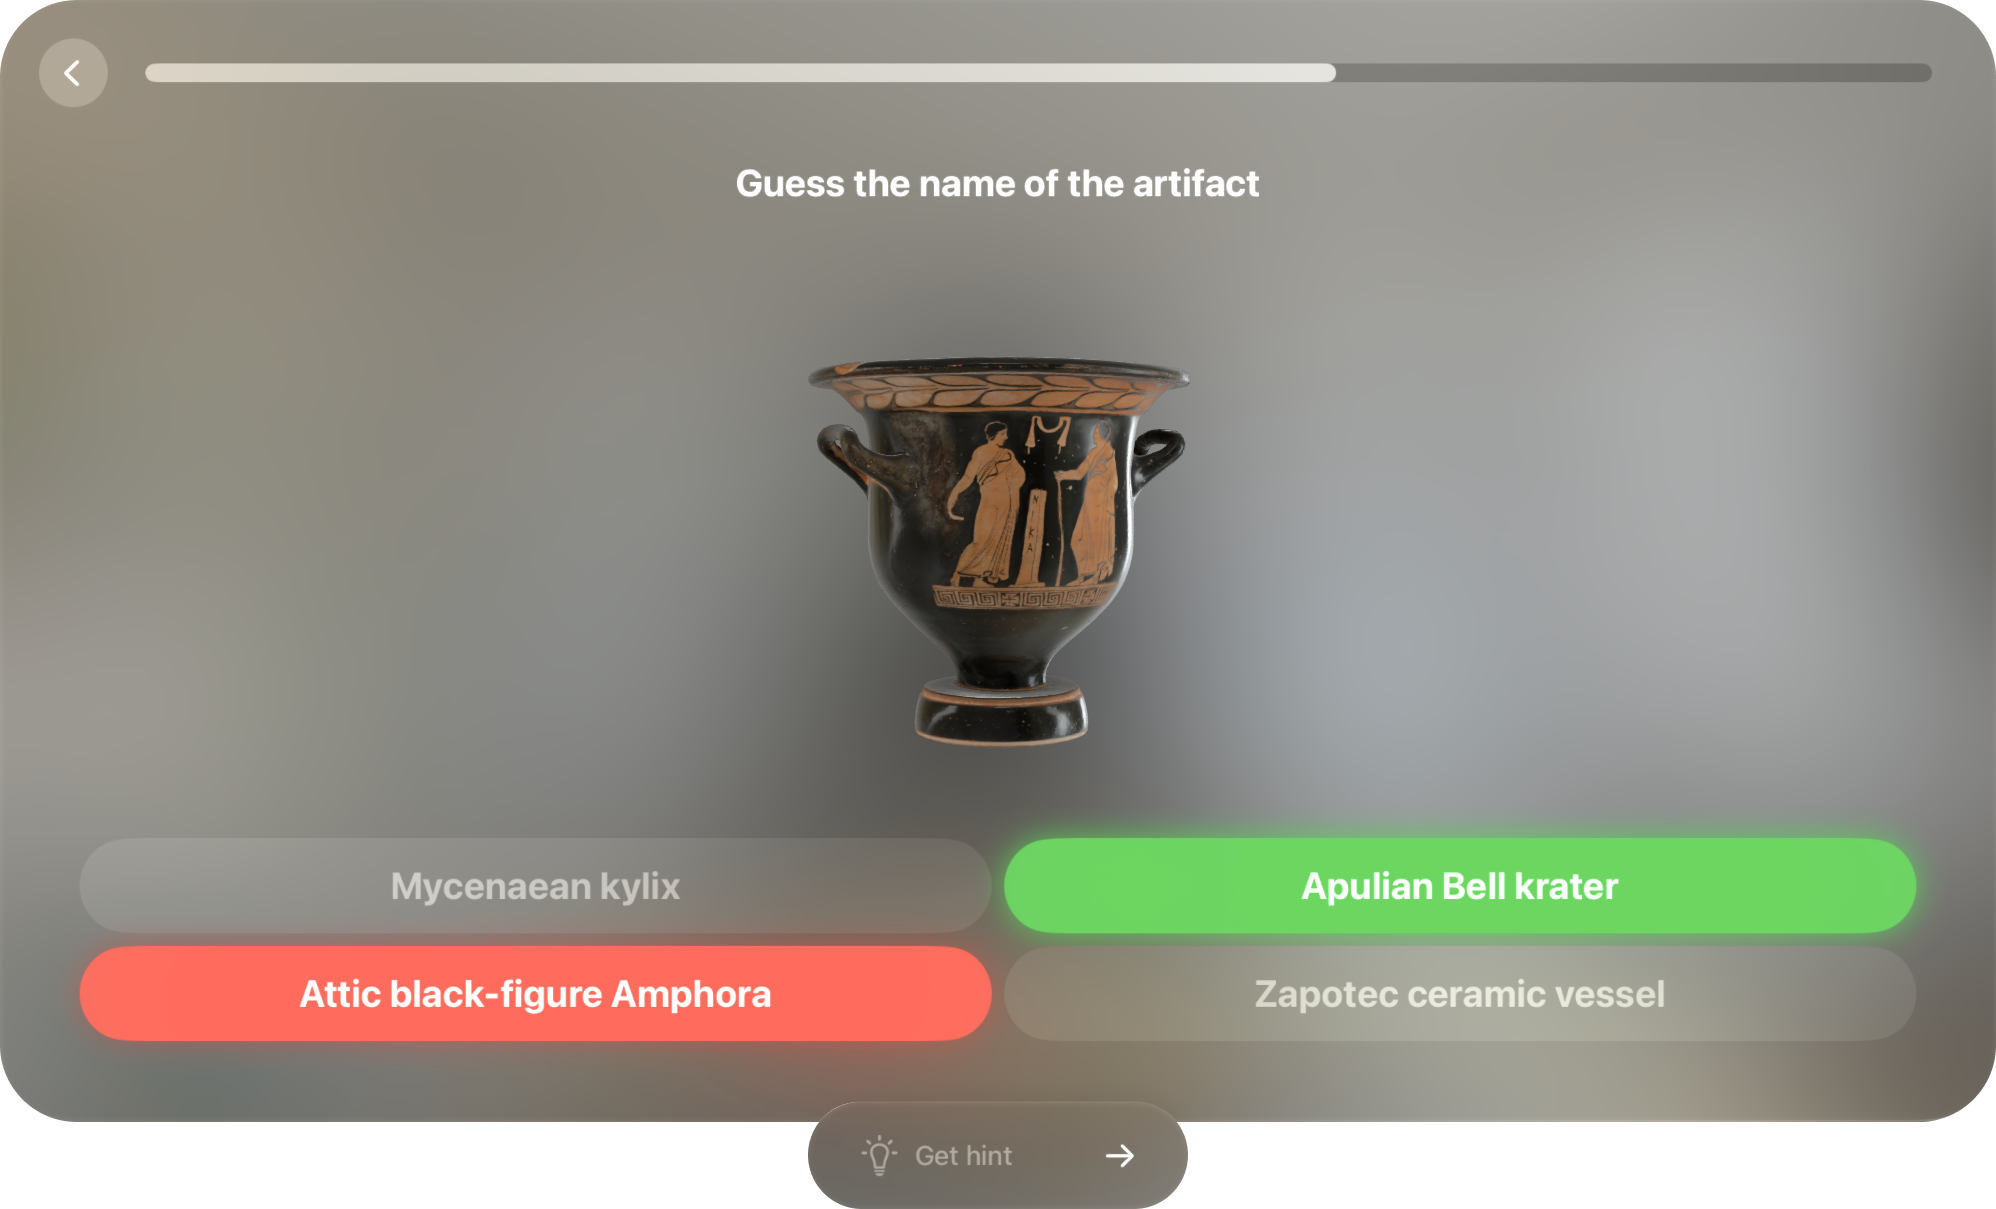 Guess the name of the artifact
Mycenaean kylix
Apulian Bell krater
Attic black-figure Amphora
Zapotec ceramic vessel
Get hint